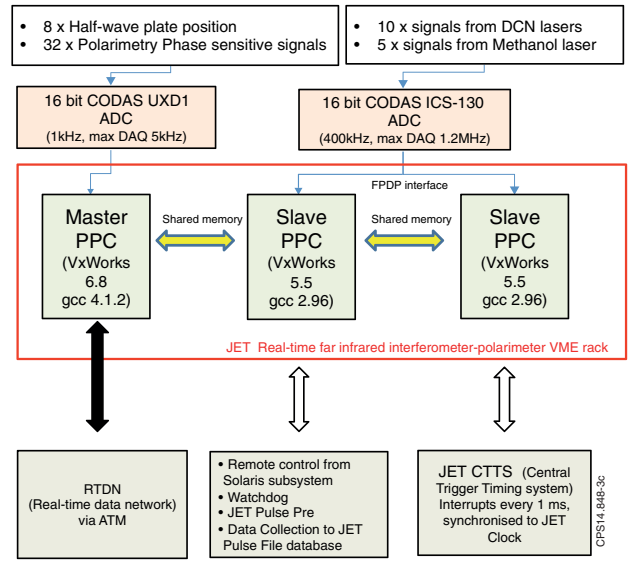 • 8 x Half-wave plate position
• 32 x Polarimetry Phase sensitive signals
• 10 x signals from DCN lasers
• 5 x signals from Methanol laser
16 bit CODAS UXD1
ADC
(1kHz, max DAQ 5kHz)
16 bit CODAS ICS-130
ADC
(400kHz, max DAQ 1.2MHz)
FPDP interface
Master
PPC
(VxWorks
6.8
gcc 4.1.2)
Shared memory
Slave
PPC
(VxWorks
5.5
gcc 2.96)
Shared memory
Slave
PPC
(VxWorks
5.5
gcc 2.96)
JET Real-time far infrared interferometer-polarimeter VME rack
RTDN
(Real-time data network)
via ATM
• Remote control from
Solaris subsystem
• Watchdog
• JET Pulse Pre
• Data Collection to JET
Pulse File database
JET CTTS (Central
Trigger Timing system)
Interrupts every 1 ms,
synchronised to JET
Clock
CPS14.848-3c